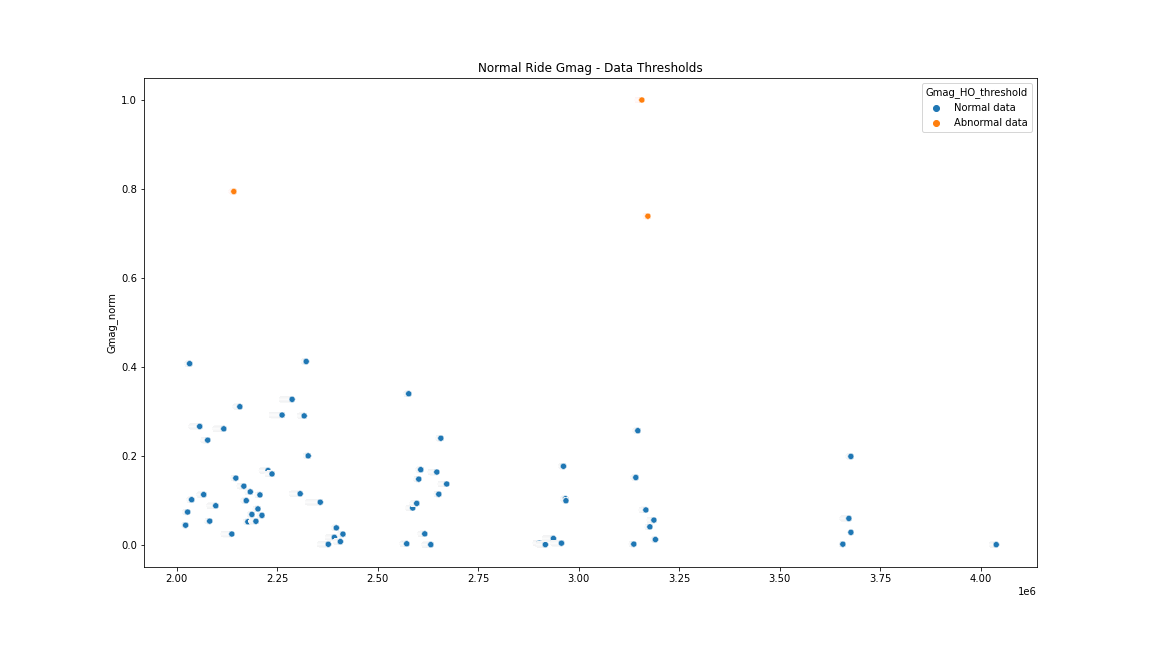 Normal Ride Gmag - Data Thresholds
Gmag_HO_threshold
Normal data
Abnormal data
1.0
0.8
0.6
0.4
0.2
0.0
Gmag_norm
2.00 2.25 2.50 2.75 3.00 3.25 3.50 3.75 4.00
1e6